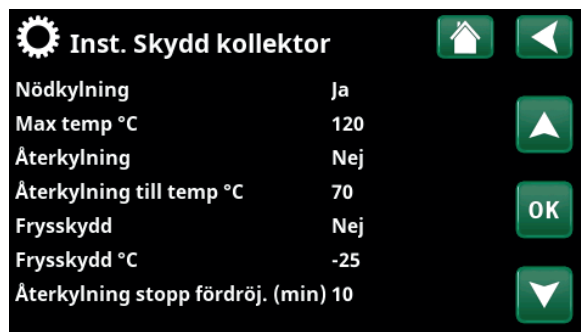 Inst. Skydd kollektor
Nödkylning Ja
Max temp °C 120
Återkylning Nej
Återkylning till temp °C 70
Frysskydd Nej
OK
Frysskydd °C -25
Återkylning stopp fördröj. (min) 10